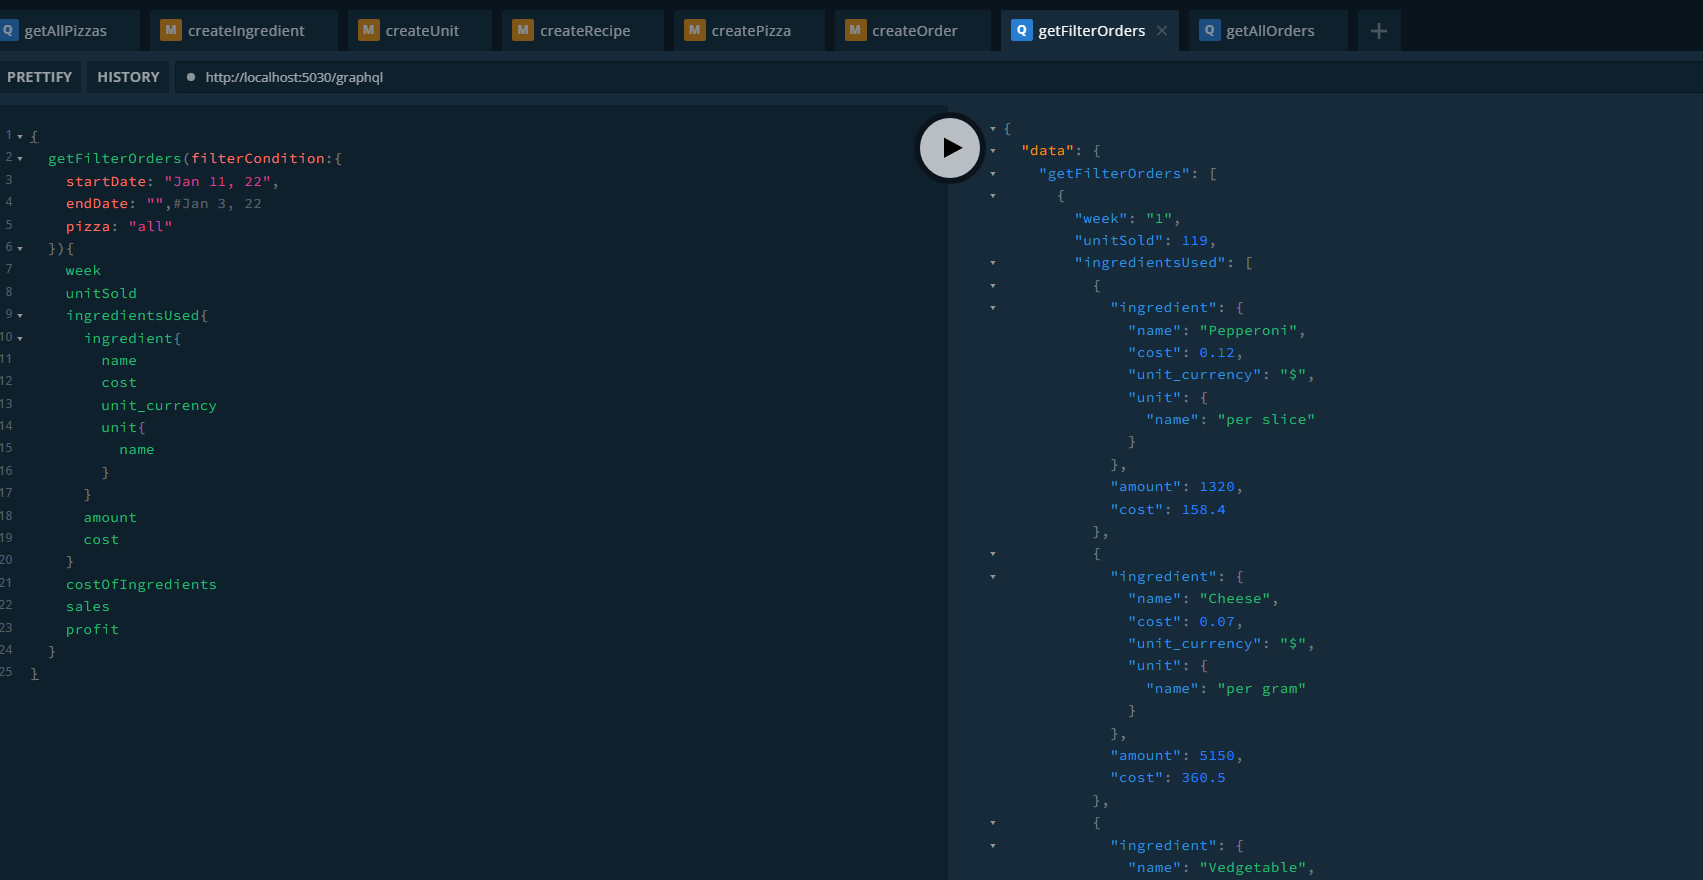 Q getAllPizzas M createIngredient M createUnit M createRecipe M createPizza M createOrder Q getFilterOrders × Q getAllOrders +
PRETTIFY HISTORY http://localhost:5030/graphql
1 {
2 getFilterOrders(filterCondition:{
3 startDate: "Jan 11, 22",
4 endDate: "",#Jan 3, 22
5 pizza: "all"
6 }){
7 week
8 unitSold
9 ingredientsUsed{
10 ingredient{
11 name
12 cost
13 unit_currency
14 unit{
15 name
16 }
17 }
18 amount
19 cost
20 }
21 costOfIngredients
22 sales
23 profit
24 }
25 }
{
"data": {
"getFilterOrders": [
{
"week": "1",
"unitSold": 119,
"ingredientsUsed": [
{
"ingredient": {
"name": "Pepperoni",
"cost": 0.12,
"unit_currency": "$",
"unit": {
"name": "per slice"
}
},
"amount": 1320,
"cost": 158.4
},
{
"ingredient": {
"name": "Cheese",
"cost": 0.07,
"unit_currency": "$",
"unit": {
"name": "per gram"
}
},
"amount": 5150,
"cost": 360.5
},
{
"ingredient": {
"name": "Vedgetable",